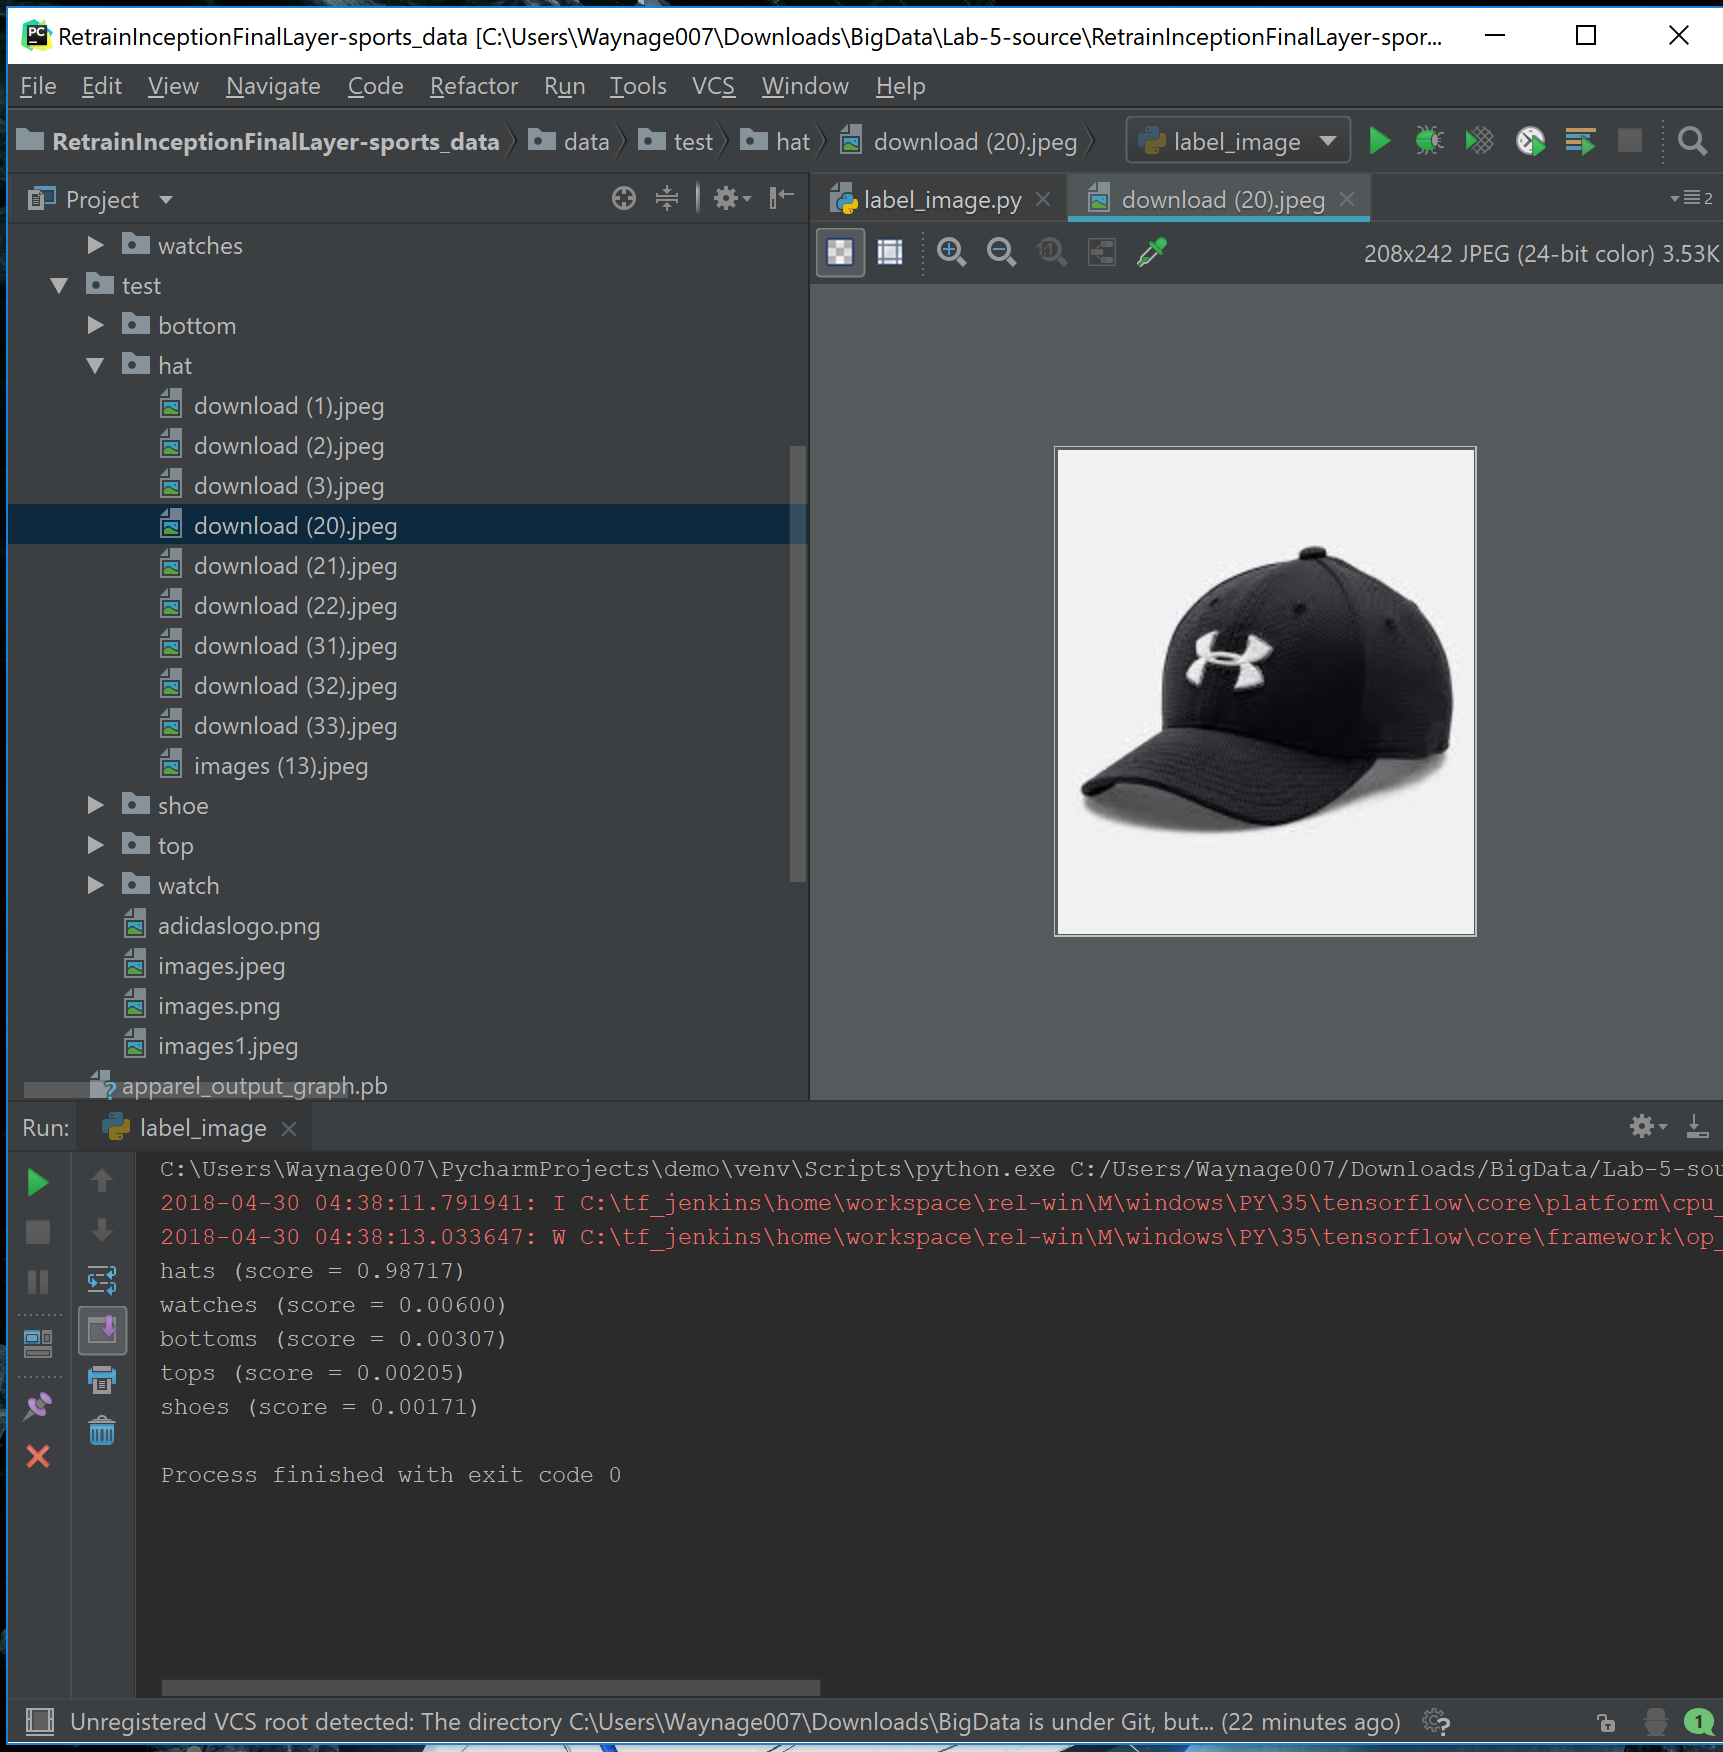 PC RetrainInceptionFinalLayer-sports_data [C:\Users\Waynage007\Downloads\BigData\Lab-5-source\RetrainInceptionFinalLayer-spor...
File Edit View Navigate Code Refactor Run Tools VCS Window Help
RetrainInceptionFinalLayer-sports_data data test hat download (20).jpeg label_image
Project
label_image.py download (20).jpeg 2
1:1 208x242 JPEG (24-bit color) 3.53K
watches
test
bottom
hat
download (1).jpeg
download (2).jpeg
download (3).jpeg
download (20).jpeg
download (21).jpeg
download (22).jpeg
download (31).jpeg
download (32).jpeg
download (33).jpeg
images (13).jpeg
shoe
top
watch
adidaslogo.png
images.jpeg
images.png
images1.jpeg
apparel_output_graph.pb
Run: label_image
C:\Users\Waynage007\PycharmProjects\demo\venv\Scripts\python.exe C:/Users/Waynage007/Downloads/BigData/Lab-5-sou
2018-04-30 04:38:11.791941: I C:\tf_jenkins\home\workspace\rel-win\M\windows\PY\35\tensorflow\core\platform\cpu_
2018-04-30 04:38:13.033647: W C:\tf_jenkins\home\workspace\rel-win\M\windows\PY\35\tensorflow\core\framework\op_
hats (score = 0.98717)
watches (score = 0.00600)
bottoms (score = 0.00307)
tops (score = 0.00205)
shoes (score = 0.00171)
Process finished with exit code 0
Unregistered VCS root detected: The directory C:\Users\Waynage007\Downloads\BigData is under Git, but... (22 minutes ago) 1